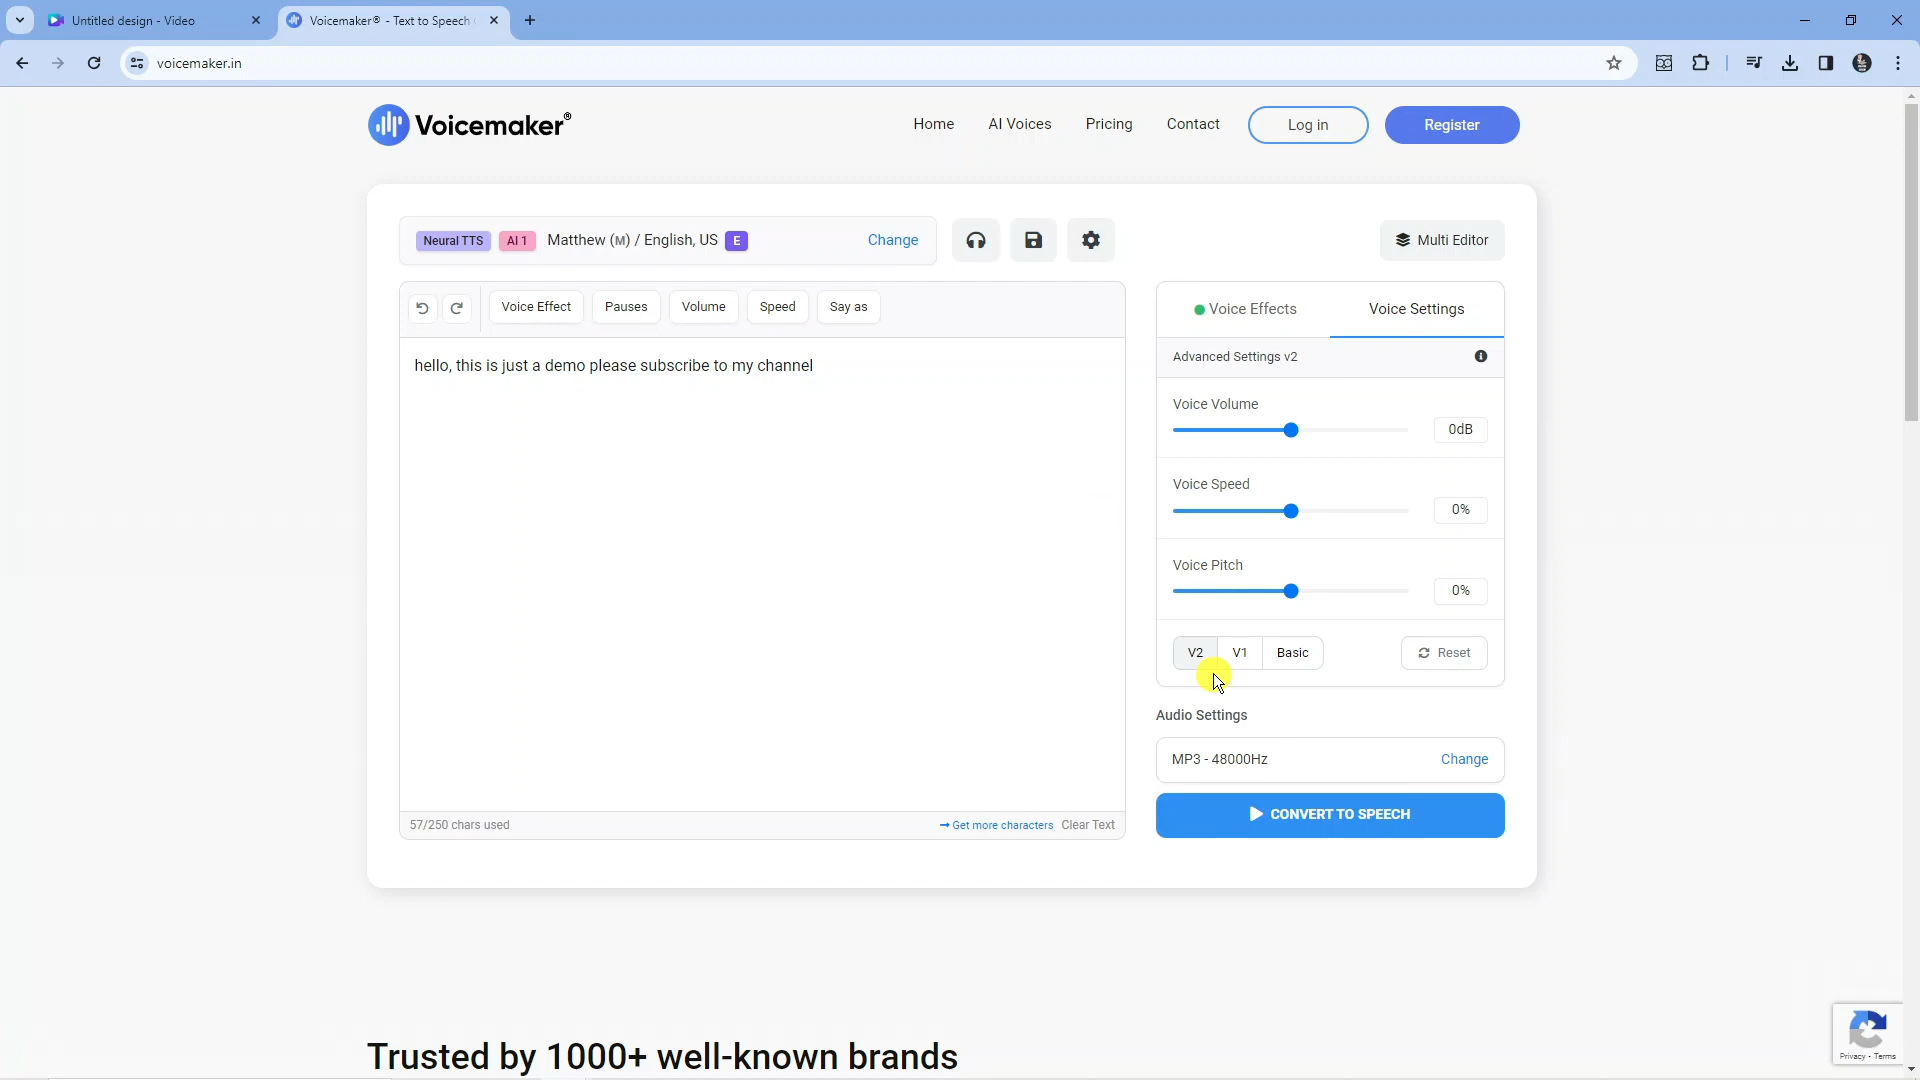 Untitled design - Video
Voicemaker® - Text to Speech
voicemaker.in
Voicemaker®
Home
AI Voices
Pricing
Contact
Log in
Register
Neural TTS
AI 1
Matthew (M) / English, US
E
Change
Multi Editor
Voice Effect
Pauses
Volume
Speed
Say as
Voice Effects
Voice Settings
Advanced Settings v2
hello, this is just a demo please subscribe to my channel
Voice Volume
0dB
Voice Speed
0%
Voice Pitch
0%
V2
V1
Basic
Reset
Audio Settings
MP3 - 48000Hz
Change
CONVERT TO SPEECH
57/250 chars used
Get more characters
Clear Text
Trusted by 1000+ well-known brands
Privacy - Terms